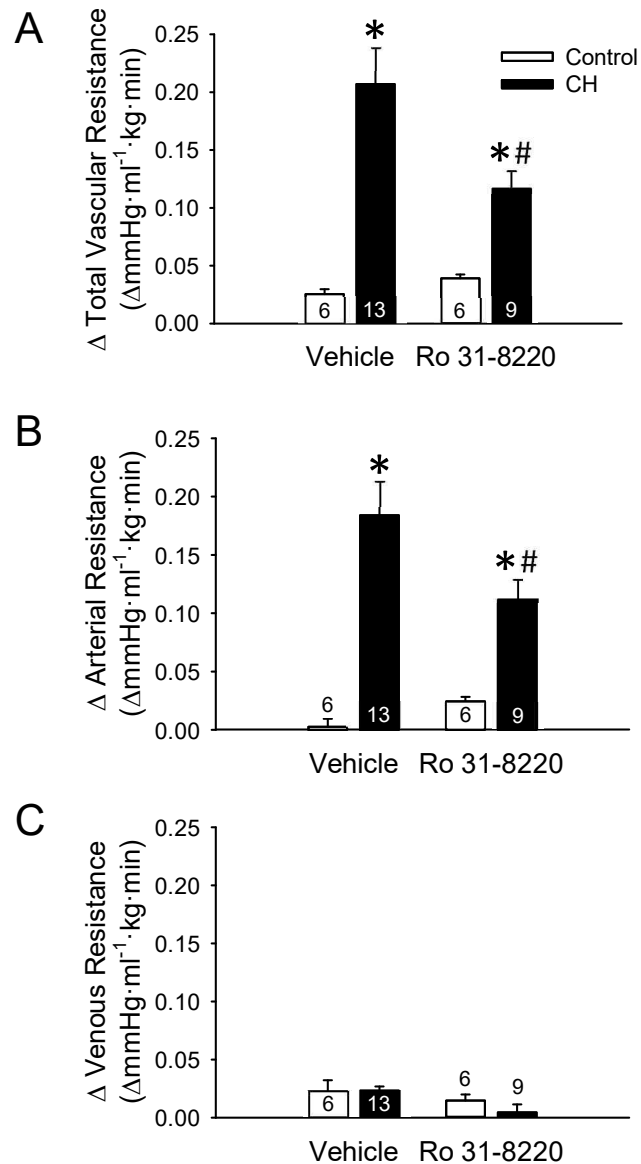 A
Δ Total Vascular Resistance
(ΔmmHg·ml⁻¹·kg·min)
0.25
0.20
0.15
0.10
0.05
0.00
*
*#
Control
CH
6
13
6
9
Vehicle Ro 31-8220
B
Δ Arterial Resistance
(ΔmmHg·ml⁻¹·kg·min)
0.25
0.20
0.15
0.10
0.05
0.00
*
*#
6
13
6
9
Vehicle Ro 31-8220
C
Δ Venous Resistance
(ΔmmHg·ml⁻¹·kg·min)
0.25
0.20
0.15
0.10
0.05
0.00
6
13
6
9
Vehicle Ro 31-8220